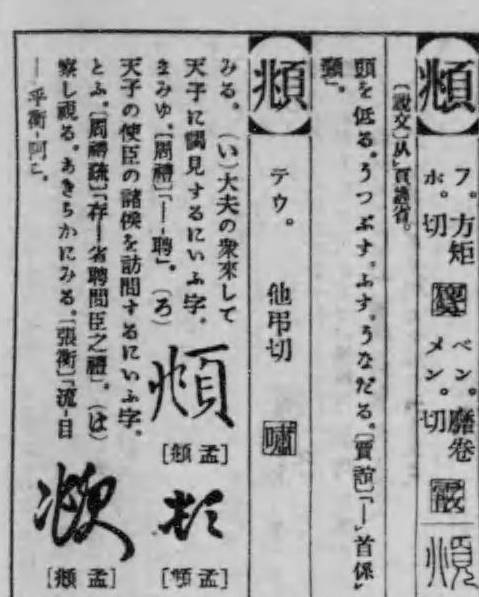 頫 フ。ホ。方矩切 麌 ベン。メン。靡卷切
〔說文〕从頁逃省。
頭を低る。うつぶす。ふす。うなだる。〔賈誼〕「—首係
頸」。
頫 テウ。 他弔切 嘯
みる。 (い)大夫の衆來して
天子に見するにいふ字。
まみゆ。〔周禮〕「—聘」。 (ろ)
天子の使臣の諸侯を訪問するにいふ字。
とふ。〔周禮疏〕「存—省聘問臣之禮」。 (は)
察し視る。あきらかにみる。〔張衡〕「流-目
—乎衡-阿」。
頫
[孟頫]
[孟頫]
[孟頫]